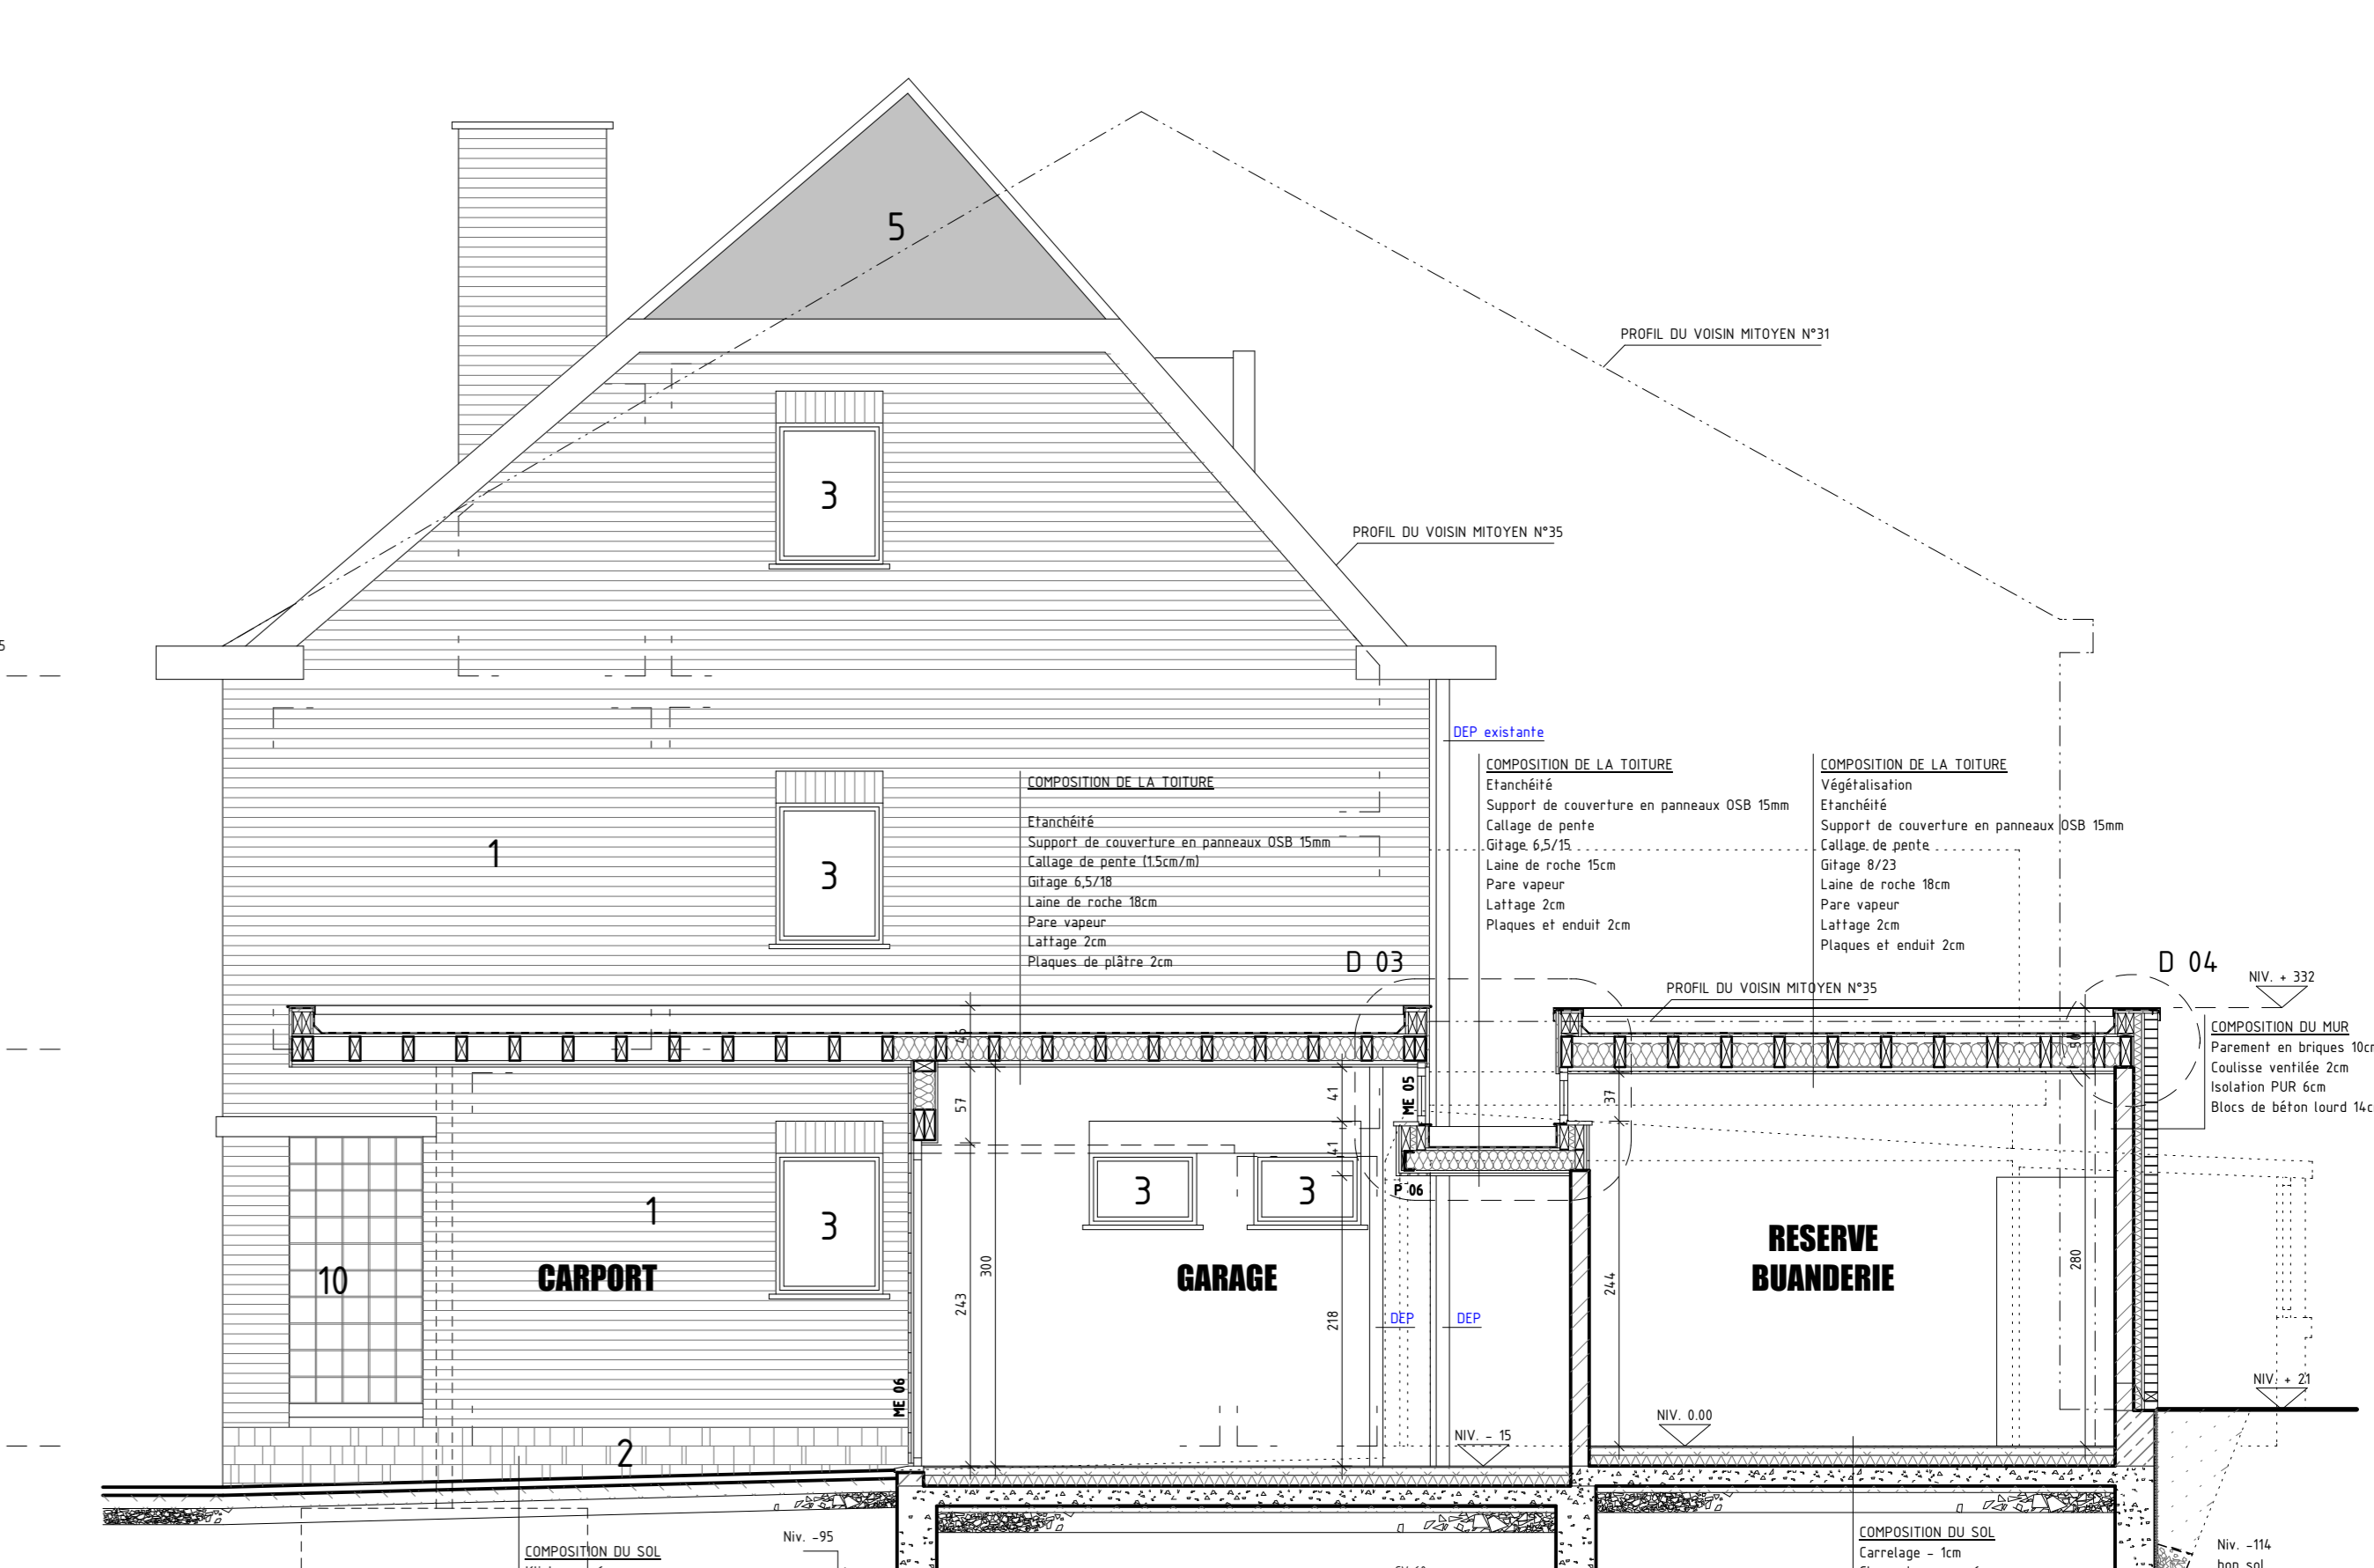 5
PROFIL DU VOISIN MITOYEN N°31
3
PROFIL DU VOISIN MITOYEN N°35
5
DEP existante
COMPOSITION DE LA TOITURE
Etanchéité
Support de couverture en panneaux OSB 15mm
Callage de pente (1.5cm/m)
Gitage 6,5/18
Laine de roche 18cm
Pare vapeur
Lattage 2cm
Plaques de plâtre 2cm
COMPOSITION DE LA TOITURE
Etanchéité
Support de couverture en panneaux OSB 15mm
Callage de pente
Gitage 6,5/15
Laine de roche 15cm
Pare vapeur
Lattage 2cm
Plaques et enduit 2cm
COMPOSITION DE LA TOITURE
Végétalisation
Etanchéité
Support de couverture en panneaux OSB 15mm
Callage de pente
Gitage 8/23
Laine de roche 18cm
Pare vapeur
Lattage 2cm
Plaques et enduit 2cm
1
3
D 03
D 04
NIV. + 332
PROFIL DU VOISIN MITOYEN N°35
COMPOSITION DU MUR
Parement en briques 10c
Coulisse ventilée 2cm
Isolation PUR 6cm
Blocs de béton lourd 14c
57
41
ME 05
37
41
P 06
3
3
1
3
RESERVE
BUANDERIE
CARPORT
GARAGE
10
300
243
218
244
280
DEP
DEP
ME 06
NIV. + 21
NIV. 0.00
NIV. - 15
2
Niv. -95
COMPOSITION DU SOL
COMPOSITION DU SOL
Carrelage - 1cm
Niv. -114
bon sol